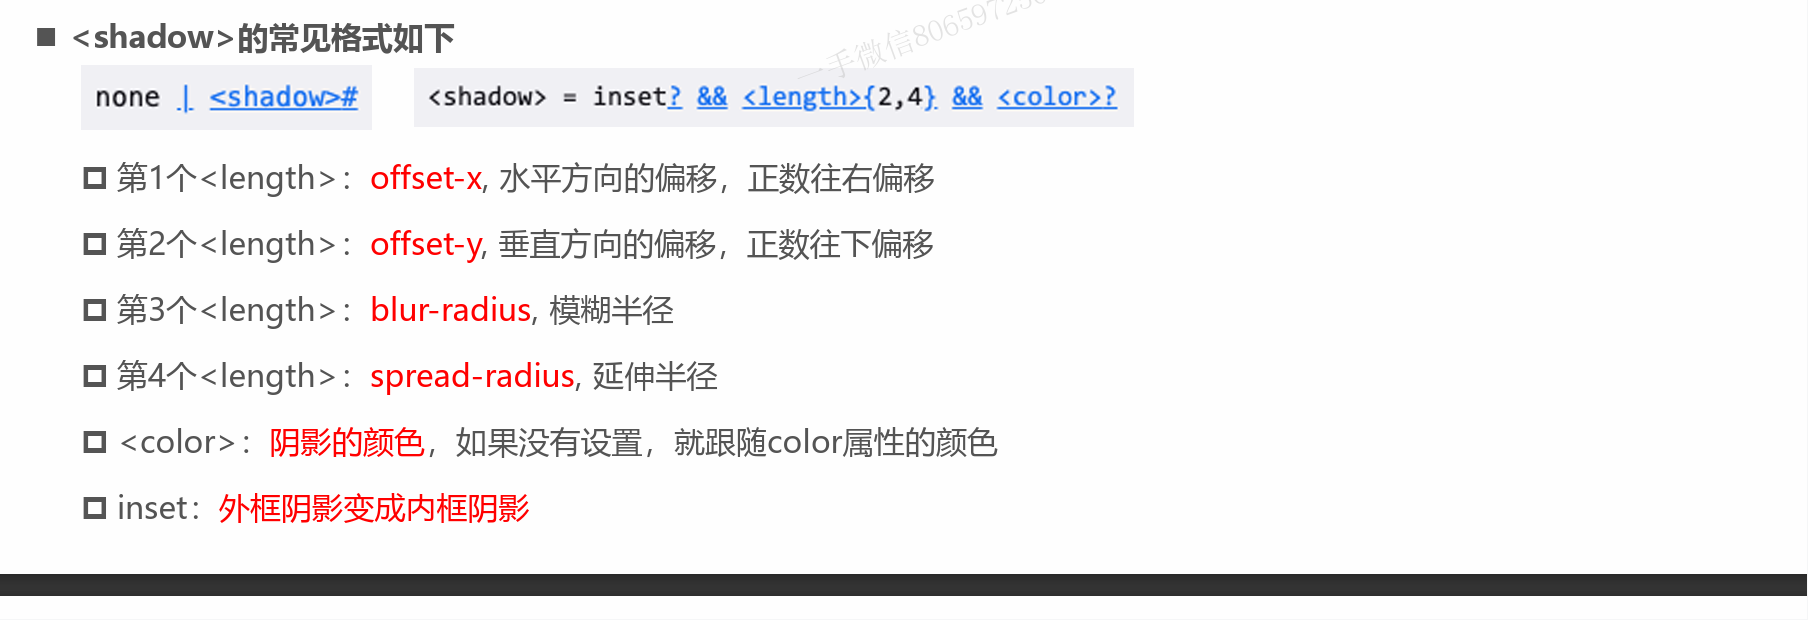 <shadow>的常见格式如下
一手微信806597250
none | <shadow>#
<shadow> = inset? && <length>{2,4} && <color>?
第1个<length>：offset-x, 水平方向的偏移，正数往右偏移
第2个<length>：offset-y, 垂直方向的偏移，正数往下偏移
第3个<length>：blur-radius, 模糊半径
第4个<length>：spread-radius, 延伸半径
<color>：阴影的颜色，如果没有设置，就跟随color属性的颜色
inset：外框阴影变成内框阴影